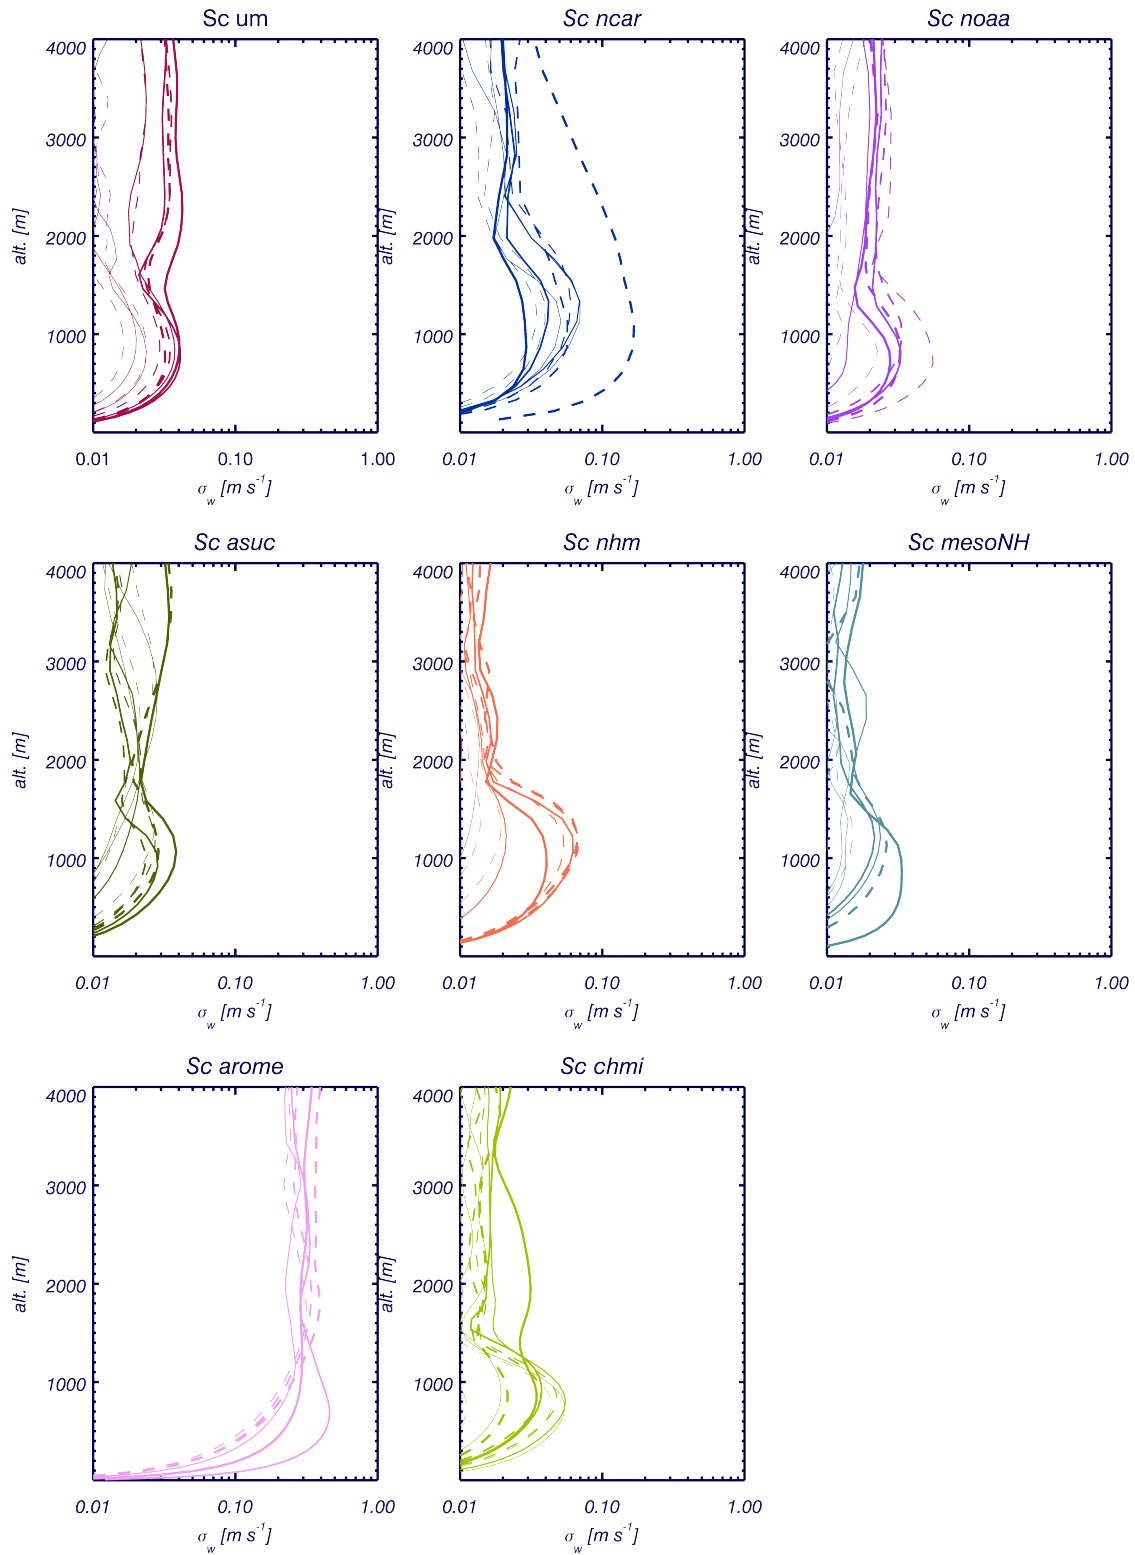 Sc um
Sc ncar
Sc noaa
4000
4000
4000
3000
3000
3000
alt. [m]
alt. [m]
alt. [m]
2000
2000
2000
1000
1000
1000
0.01 0.10 1.00
0.01 0.10 1.00
0.01 0.10 1.00
σw [m s-1]
σw [m s-1]
σw [m s-1]
Sc asuc
Sc nhm
Sc mesoNH
4000
4000
4000
3000
3000
3000
alt. [m]
alt. [m]
alt. [m]
2000
2000
2000
1000
1000
1000
0.01 0.10 1.00
0.01 0.10 1.00
0.01 0.10 1.00
σw [m s-1]
σw [m s-1]
σw [m s-1]
Sc arome
Sc chmi
4000
4000
3000
3000
alt. [m]
alt. [m]
2000
2000
1000
1000
0.01 0.10 1.00
0.01 0.10 1.00
σw [m s-1]
σw [m s-1]